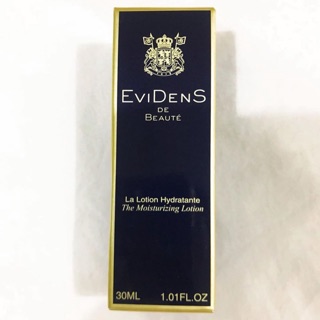 EviDenS
DE
BEAUTÉ
La Lotion Hydratante
The Moisturizing Lotion
30ML 1.01FL.OZ